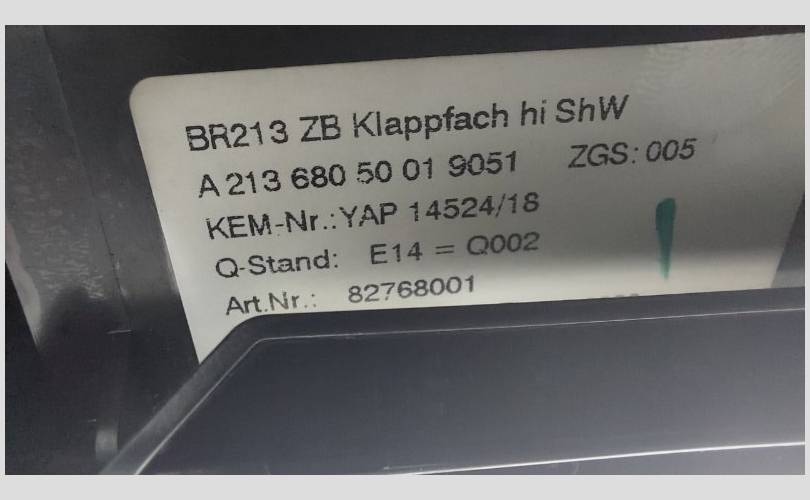 BR213 ZB Klappfach hi ShW
A 213 680 50 01 9051 ZGS: 005
KEM-Nr.: YAP 14524/18
Q-Stand: E14 = Q002
Art.Nr.: 82768001